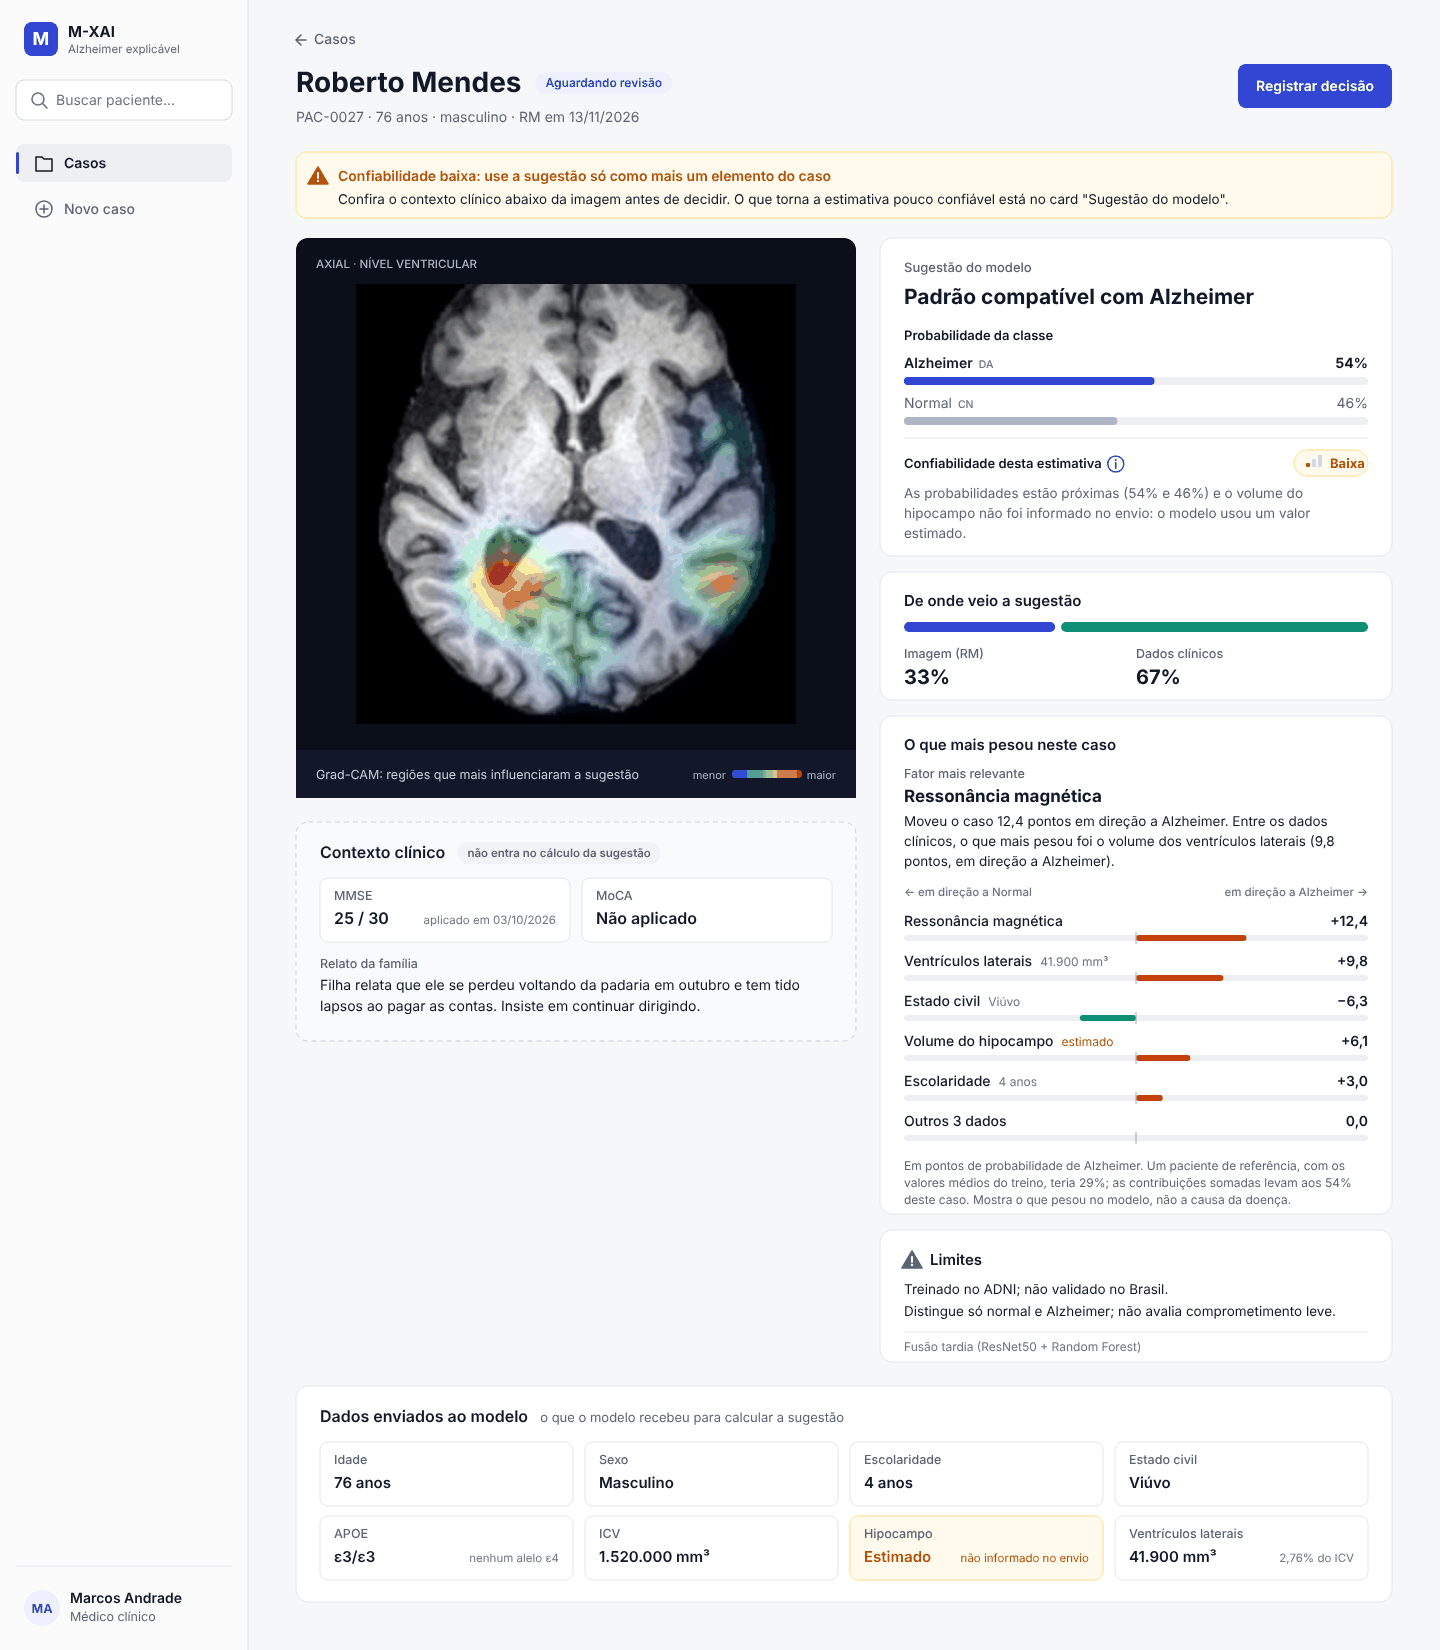 M
M-XAI
Alzheimer explicável
Buscar paciente...
Casos
Novo caso
Casos
Roberto Mendes
Aguardando revisão
PAC-0027 · 76 anos · masculino · RM em 13/11/2026
Registrar decisão
Confiabilidade baixa: use a sugestão só como mais um elemento do caso
Confira o contexto clínico abaixo da imagem antes de decidir. O que torna a estimativa pouco confiável está no card "Sugestão do modelo".
AXIAL · NÍVEL VENTRICULAR
Grad-CAM: regiões que mais influenciaram a sugestão
menor
maior
Contexto clínico
não entra no cálculo da sugestão
MMSE
25 / 30
aplicado em 03/10/2026
MoCA
Não aplicado
Relato da família
Filha relata que ele se perdeu voltando da padaria em outubro e tem tido
lapsos ao pagar as contas. Insiste em continuar dirigindo.
Sugestão do modelo
Padrão compatível com Alzheimer
Probabilidade da classe
Alzheimer DA 54%
Normal CN 46%
Confiabilidade desta estimativa
Baixa
As probabilidades estão próximas (54% e 46%) e o volume do
hipocampo não foi informado no envio: o modelo usou um valor
estimado.
De onde veio a sugestão
Imagem (RM)
33%
Dados clínicos
67%
O que mais pesou neste caso
Fator mais relevante
Ressonância magnética
Moveu o caso 12,4 pontos em direção a Alzheimer. Entre os dados
clínicos, o que mais pesou foi o volume dos ventrículos laterais (9,8
pontos, em direção a Alzheimer).
← em direção a Normal
em direção a Alzheimer →
Ressonância magnética +12,4
Ventrículos laterais 41.900 mm³ +9,8
Estado civil Viúvo −6,3
Volume do hipocampo estimado +6,1
Escolaridade 4 anos +3,0
Outros 3 dados 0,0
Em pontos de probabilidade de Alzheimer. Um paciente de referência, com os
valores médios do treino, teria 29%; as contribuições somadas levam aos 54%
deste caso. Mostra o que pesou no modelo, não a causa da doença.
Limites
Treinado no ADNI; não validado no Brasil.
Distingue só normal e Alzheimer; não avalia comprometimento leve.
Fusão tardia (ResNet50 + Random Forest)
Dados enviados ao modelo
o que o modelo recebeu para calcular a sugestão
Idade
76 anos
Sexo
Masculino
Escolaridade
4 anos
Estado civil
Viúvo
APOE
ε3/ε3
nenhum alelo ε4
ICV
1.520.000 mm³
Hipocampo
Estimado
não informado no envio
Ventrículos laterais
41.900 mm³
2,76% do ICV
MA
Marcos Andrade
Médico clínico